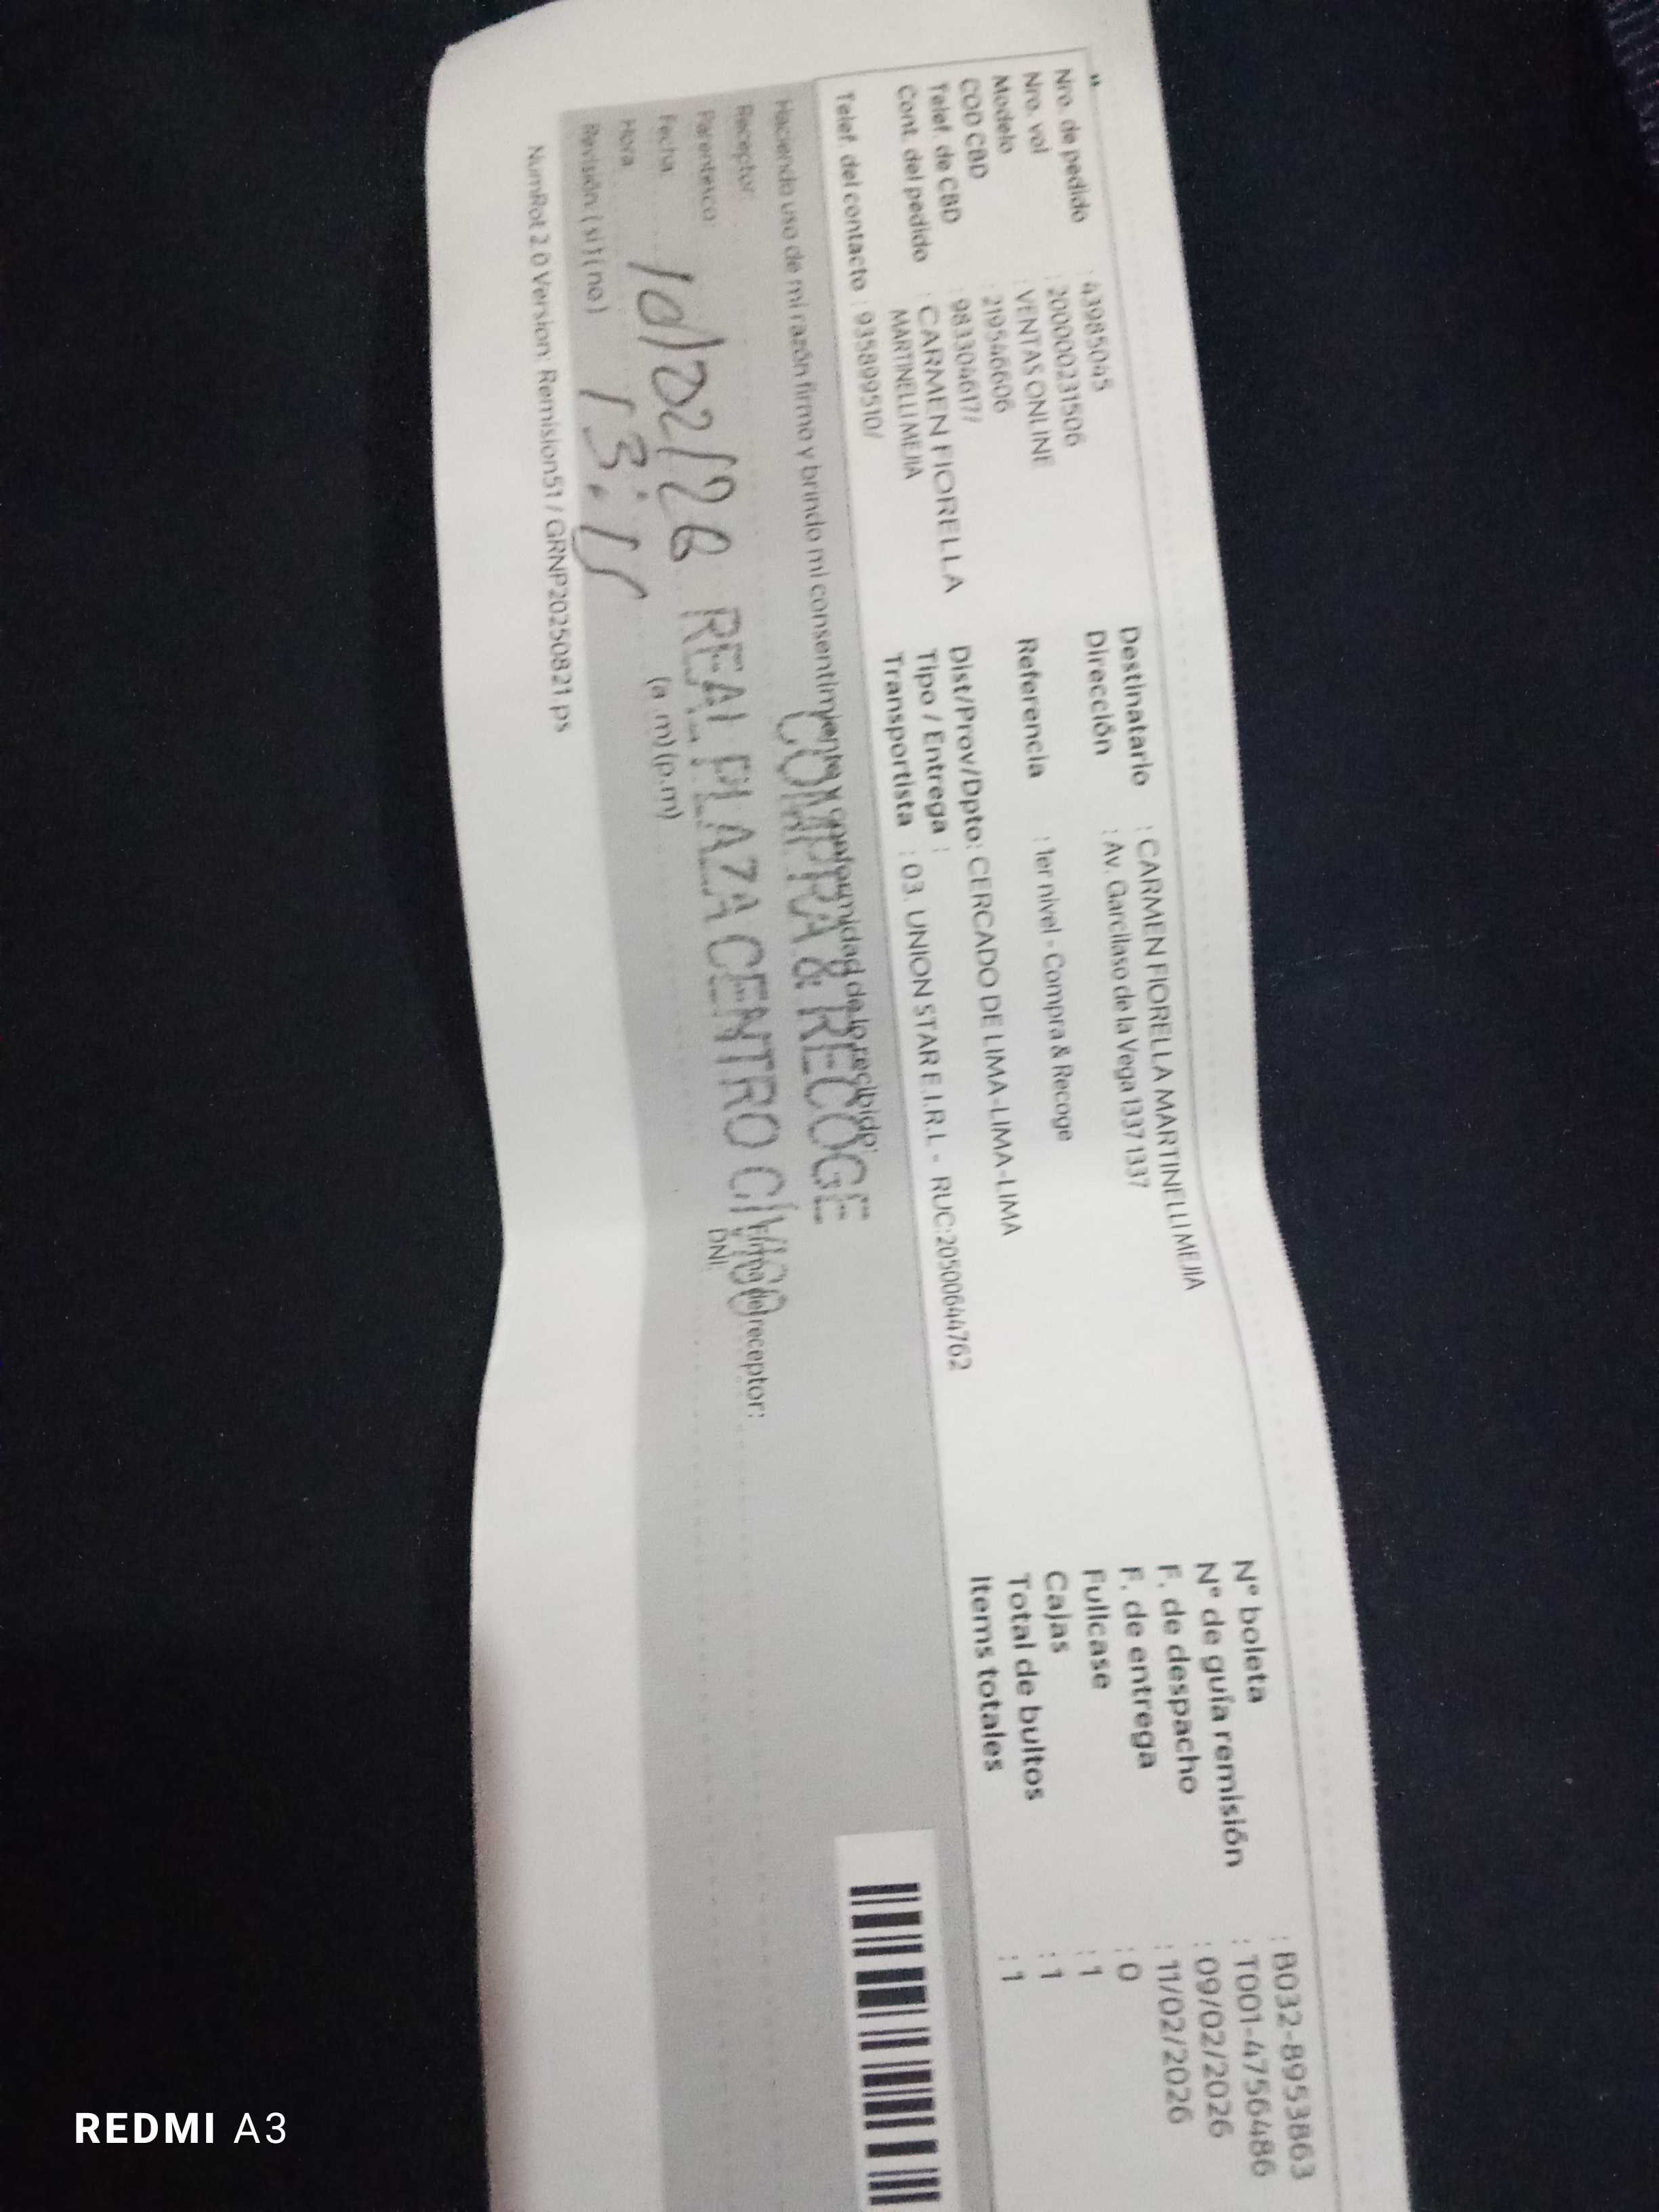 Nro. de pedido : 43985045
Nro. vol : 200000231506
Modelo : VENTAS ONLINE
COD CBD : 219546606
Telef. de CBD : 983304617/
Cont. del pedido : CARMEN FIORELLA
MARTINELLI MEJIA
Telef. del contacto : 935899510/
Destinatario : CARMEN FIORELLA MARTINELLI MEJIA
Dirección : Av. Garcilaso de la Vega 1337 1337
Referencia : 1er nivel - Compra & Recoge
Dist/Prov/Dpto: CERCADO DE LIMA-LIMA-LIMA
Tipo / Entrega :
Transportista : 03. UNION STAR E.I.R.L - RUC:20500644762
N° boleta : B032-8953863
N° de guía remisión : T001-4756486
F. de despacho : 09/02/2026
F. de entrega : 11/02/2026
Fullcase : 0
Cajas : 1
Total de bultos : 1
Items totales : 1
Haciendo uso de mi razón firmo y brindo mi consentimiento y conformidad de lo recibido:
COMPRA & RECOGE
Receptor:
Parentesco:
REAL PLAZA CENTRO CIVICO
Firma del receptor:
DNI:
Fecha 10/02/26
Hora 13:15 (a.m) (p.m)
Revisión: ( si ) ( no )
NumRot 2.0 Version: Remision51 / GRNP20250821.ps
REDMI A3